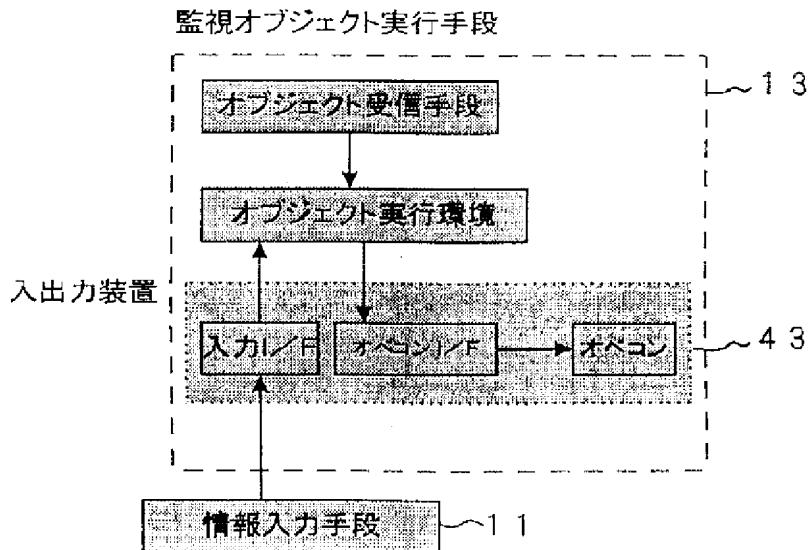 監視オブジェクト実行手段
オブジェクト受信手段
13
オブジェクト実行環境
入出力装置
入力I/F
オペコンI/F
オペコン
43
情報入力手段
11